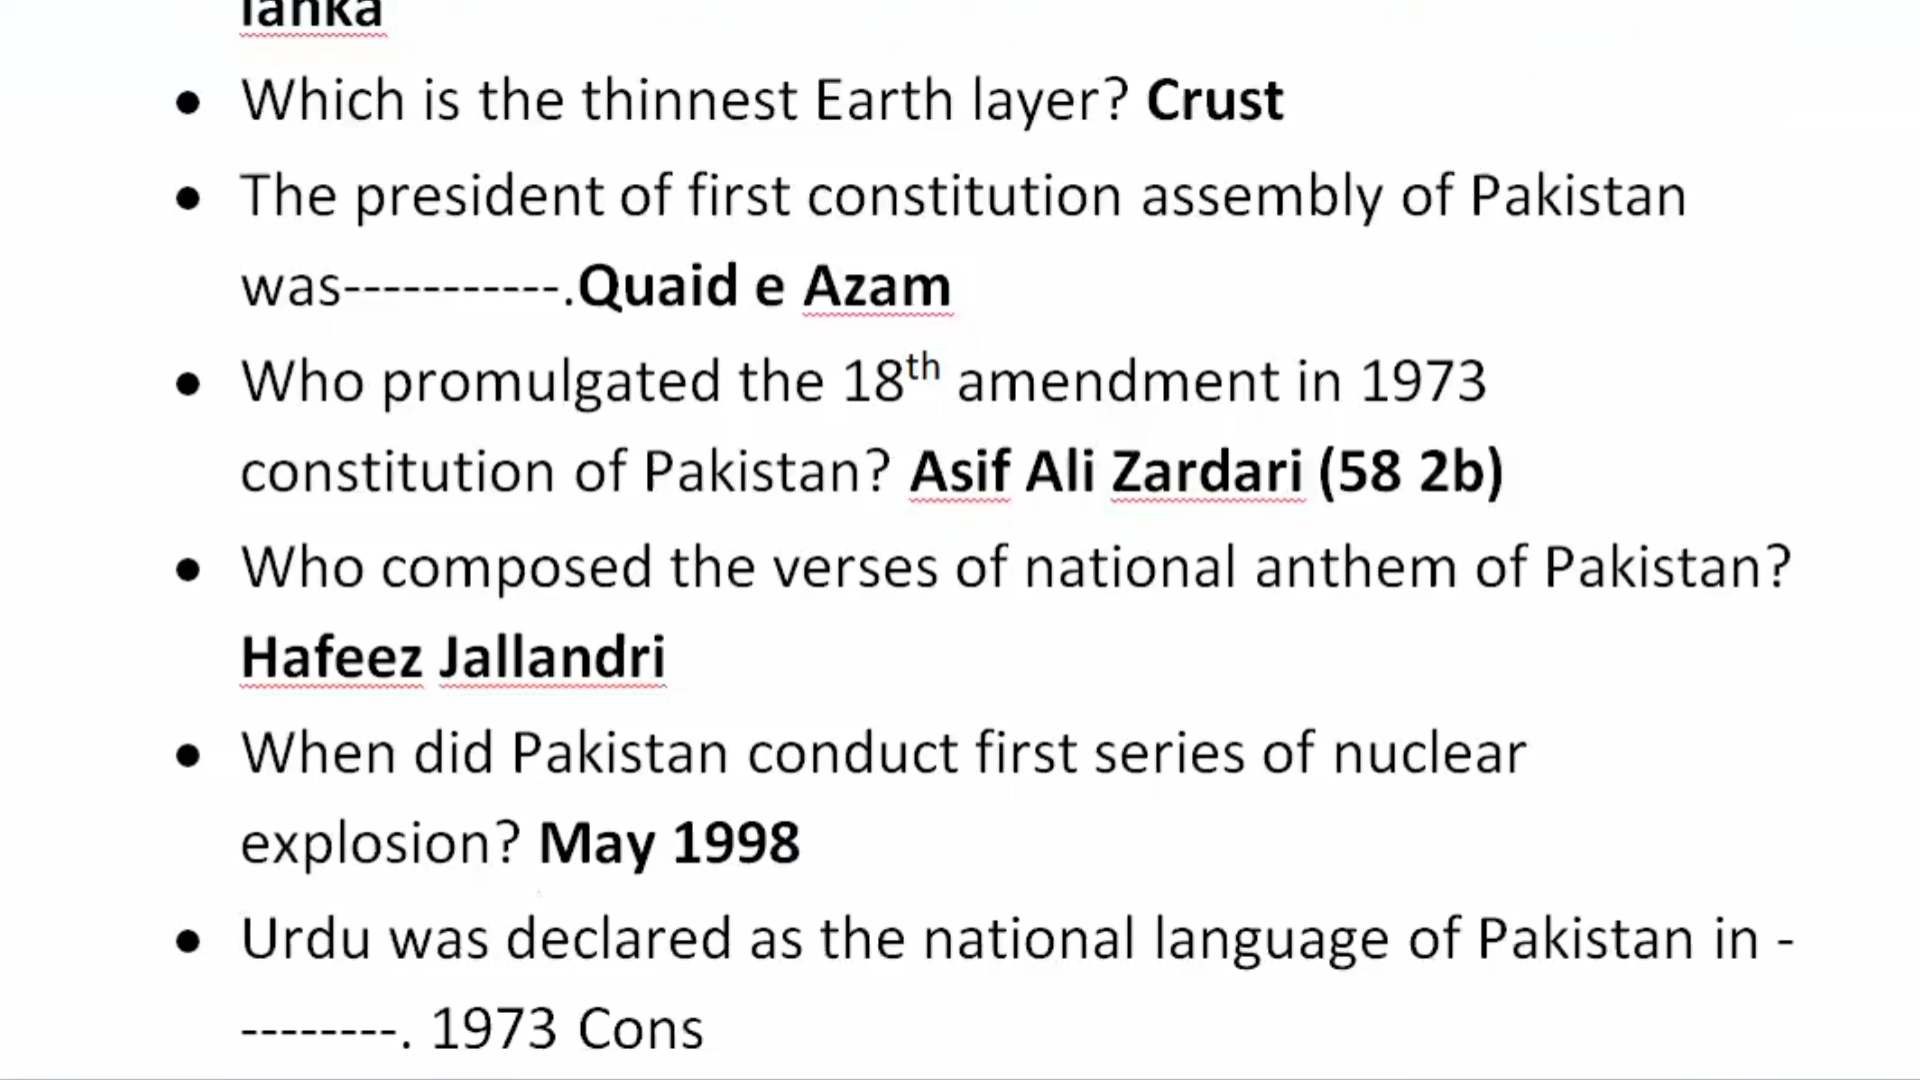 lanka
• Which is the thinnest Earth layer? Crust
• The president of first constitution assembly of Pakistan
was-----------.Quaid e Azam
• Who promulgated the 18th amendment in 1973
constitution of Pakistan? Asif Ali Zardari (58 2b)
• Who composed the verses of national anthem of Pakistan?
Hafeez Jallandri
• When did Pakistan conduct first series of nuclear
explosion? May 1998
• Urdu was declared as the national language of Pakistan in -
--------. 1973 Cons